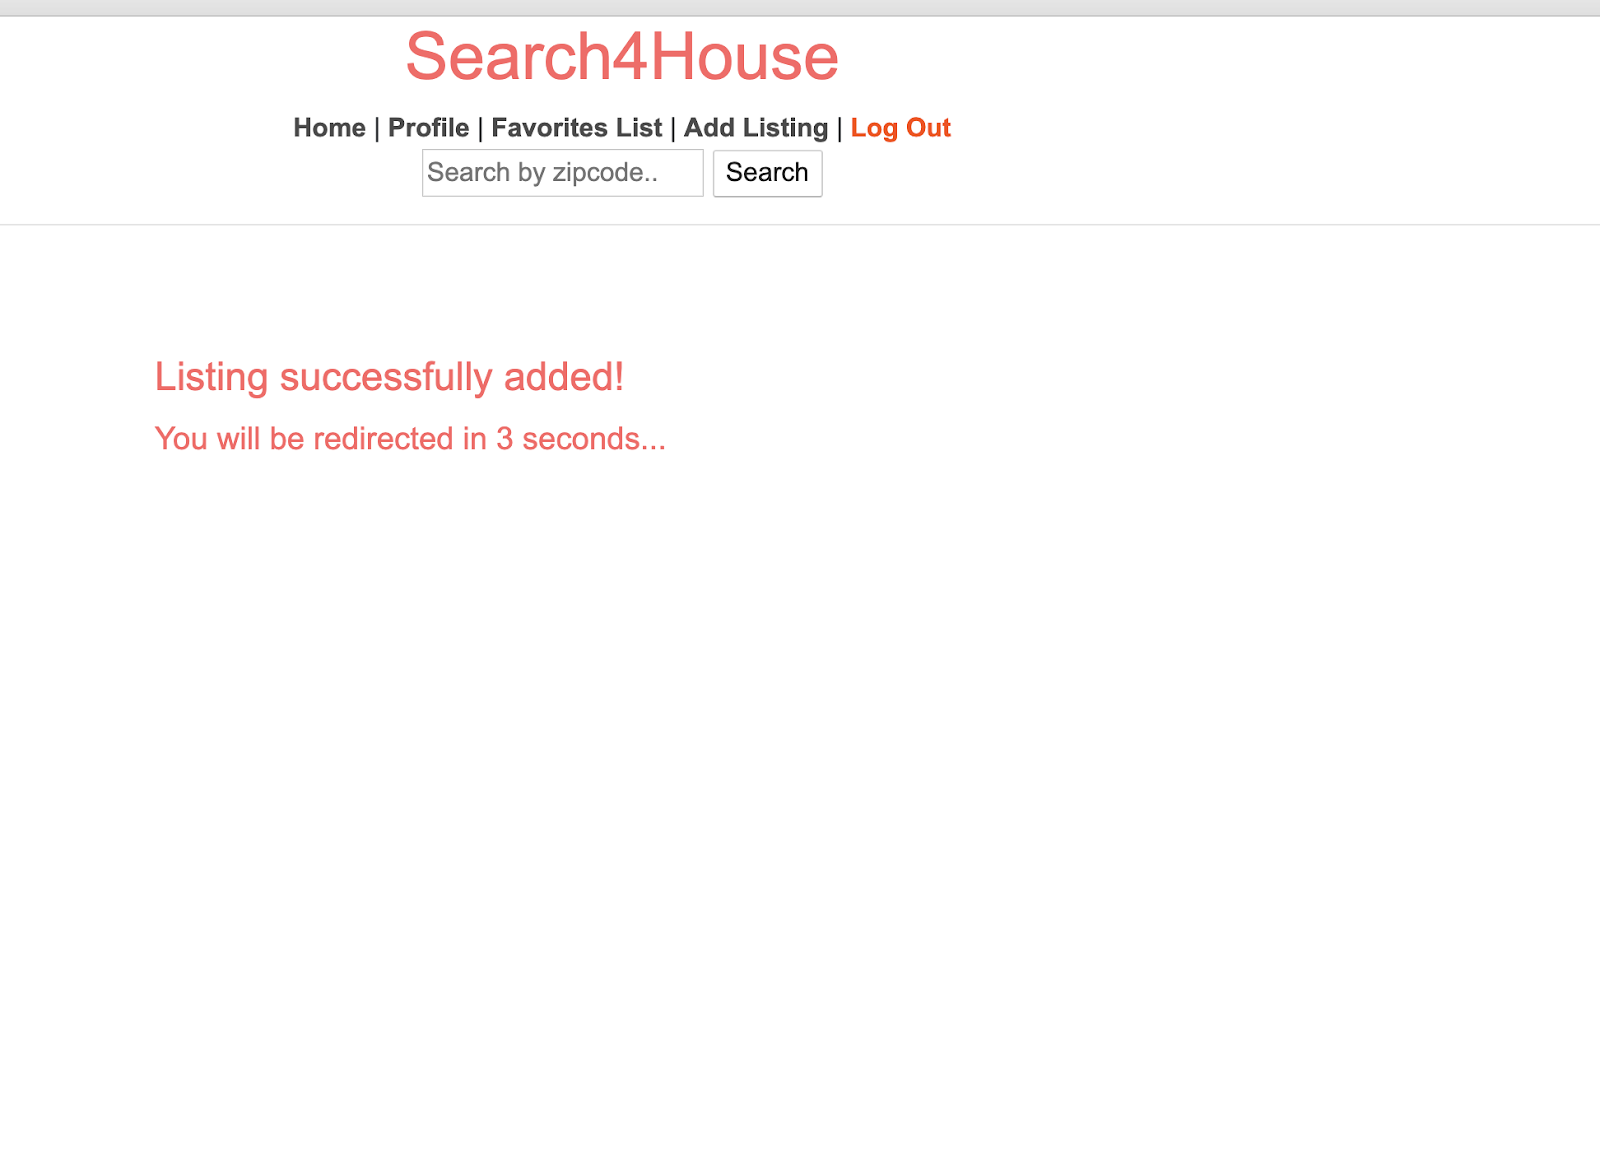 Search4House
Home | Profile | Favorites List | Add Listing | Log Out
Search by zipcode.. Search
Listing successfully added!
You will be redirected in 3 seconds...